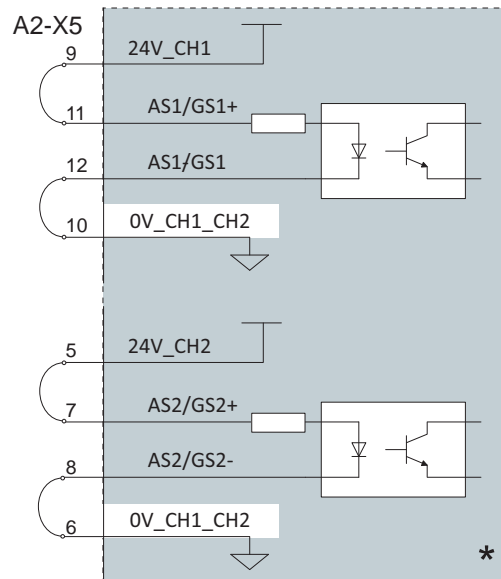 A2-X5
9 24V_CH1
11 AS1/GS1+
12 AS1/GS1
10 0V_CH1_CH2
5 24V_CH2
7 AS2/GS2+
8 AS2/GS2-
6 0V_CH1_CH2
*